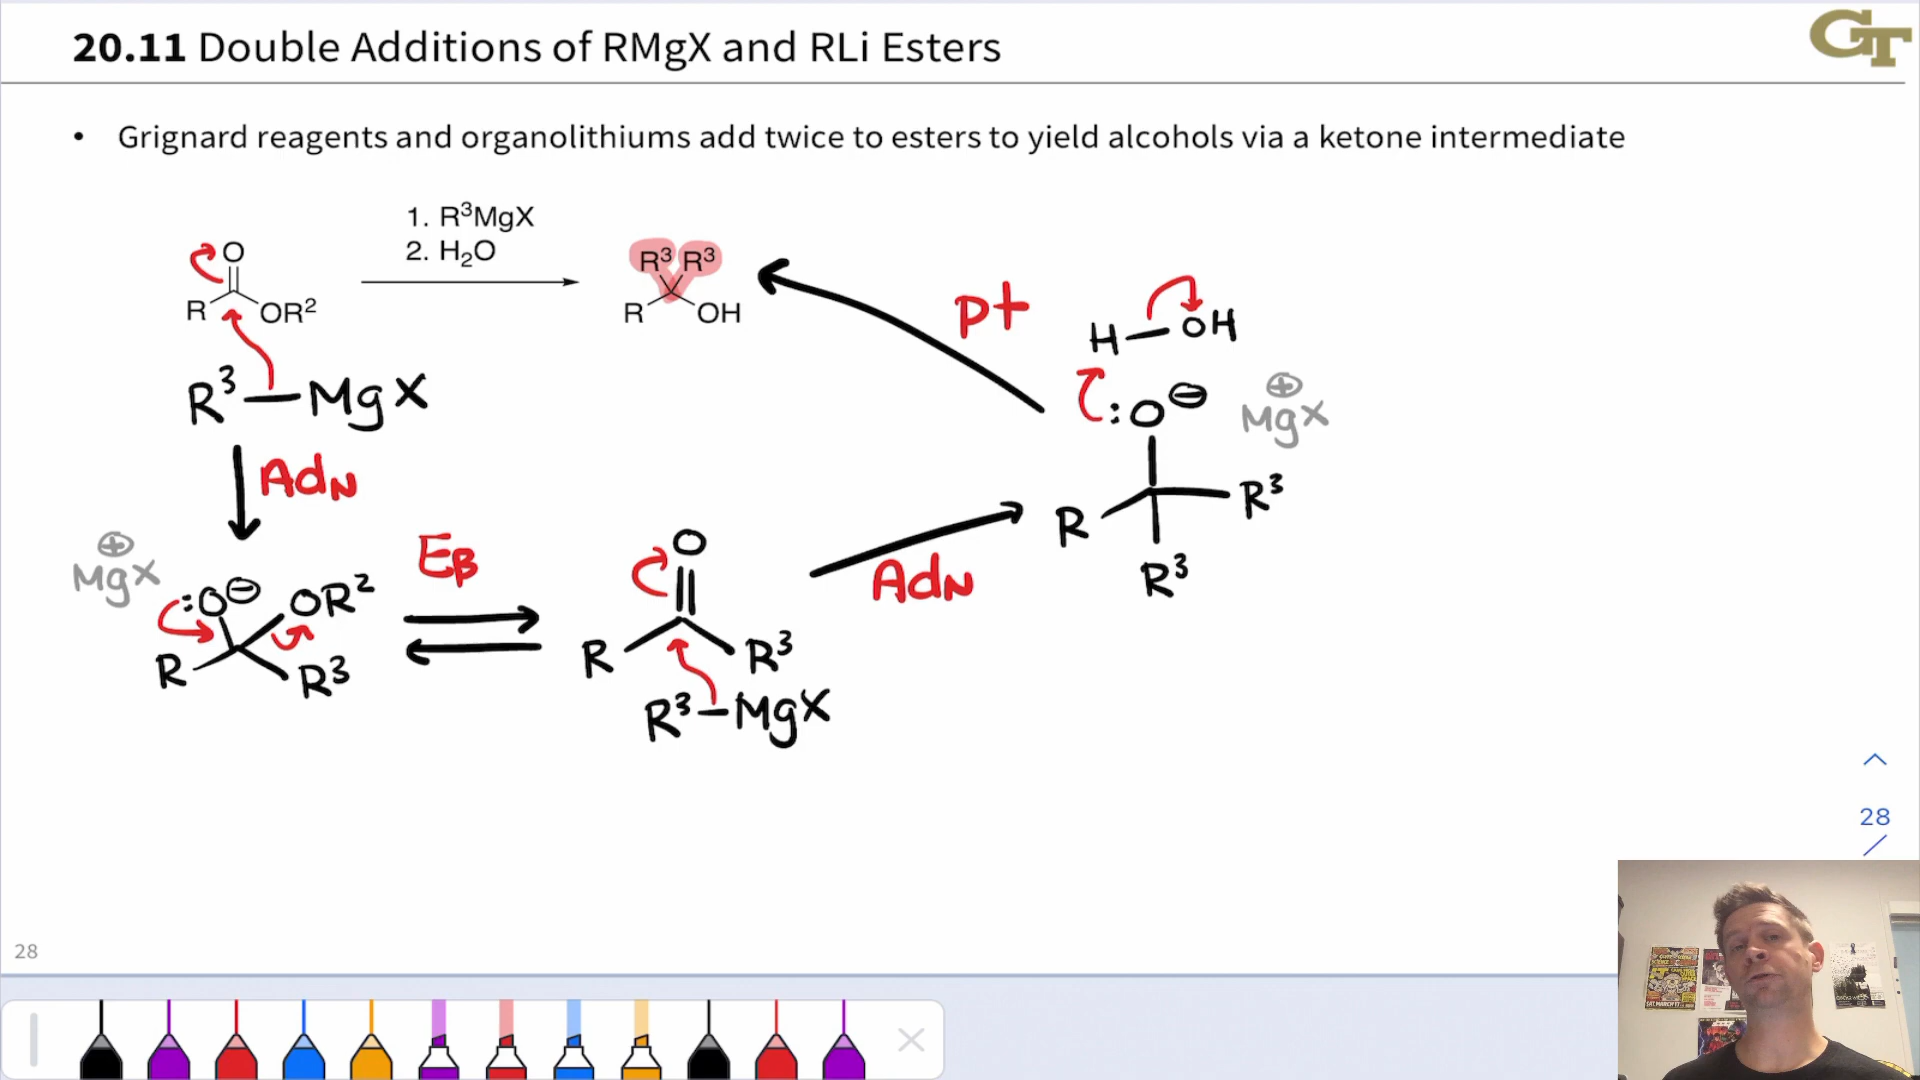 20.11 Double Additions of RMgX and RLi Esters
GT
• Grignard reagents and organolithiums add twice to esters to yield alcohols via a ketone intermediate
1. R³MgX
2. H₂O
O
R OR²
R³ R³
R OH
R³—MgX
AdN
pt
H—OH
:O⊖
⊕
MgX
R R³
R³
⊕
MgX
:O⊖ OR²
R R³
Eβ
O
R R³
R³—MgX
AdN
28
28